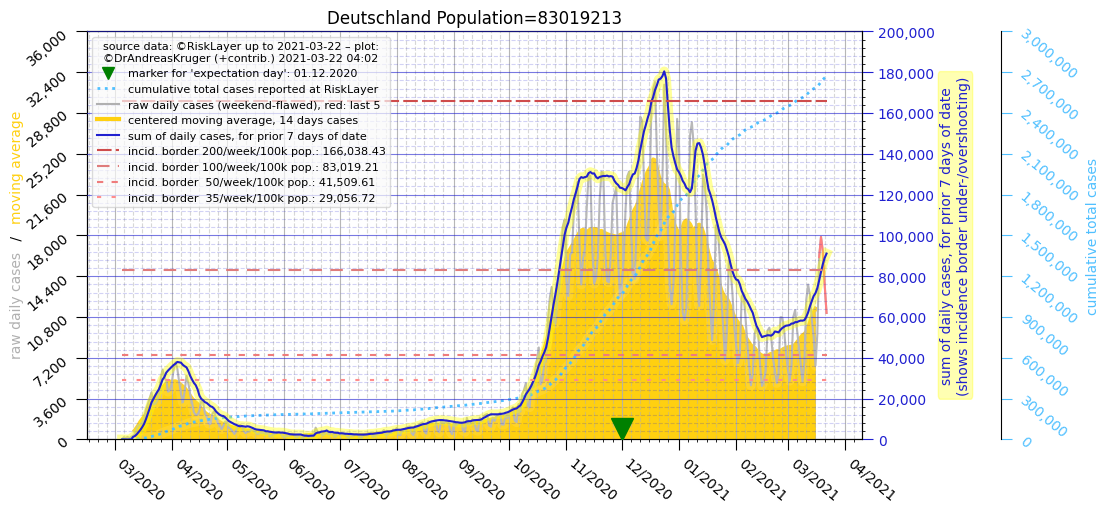 Deutschland Population=83019213
source data: ©RiskLayer up to 2021-03-22 – plot:
©DrAndreasKruger (+contrib.) 2021-03-22 04:02
marker for 'expectation day': 01.12.2020
cumulative total cases reported at RiskLayer
raw daily cases (weekend-flawed), red: last 5
centered moving average, 14 days cases
sum of daily cases, for prior 7 days of date
incid. border 200/week/100k pop.: 166,038.43
incid. border 100/week/100k pop.: 83,019.21
incid. border  50/week/100k pop.: 41,509.61
incid. border  35/week/100k pop.: 29,056.72
raw daily cases / moving average
36,000
32,400
28,800
25,200
21,600
18,000
14,400
10,800
7,200
3,600
0
03/2020
04/2020
05/2020
06/2020
07/2020
08/2020
09/2020
10/2020
11/2020
12/2020
01/2021
02/2021
03/2021
04/2021
200,000
180,000
160,000
140,000
120,000
100,000
80,000
60,000
40,000
20,000
0
sum of daily cases, for prior 7 days of date
(shows incidence border under-/overshooting)
3,000,000
2,700,000
2,100,000
1,800,000
1,500,000
1,200,000
900,000
600,000
300,000
0
cumulative total cases